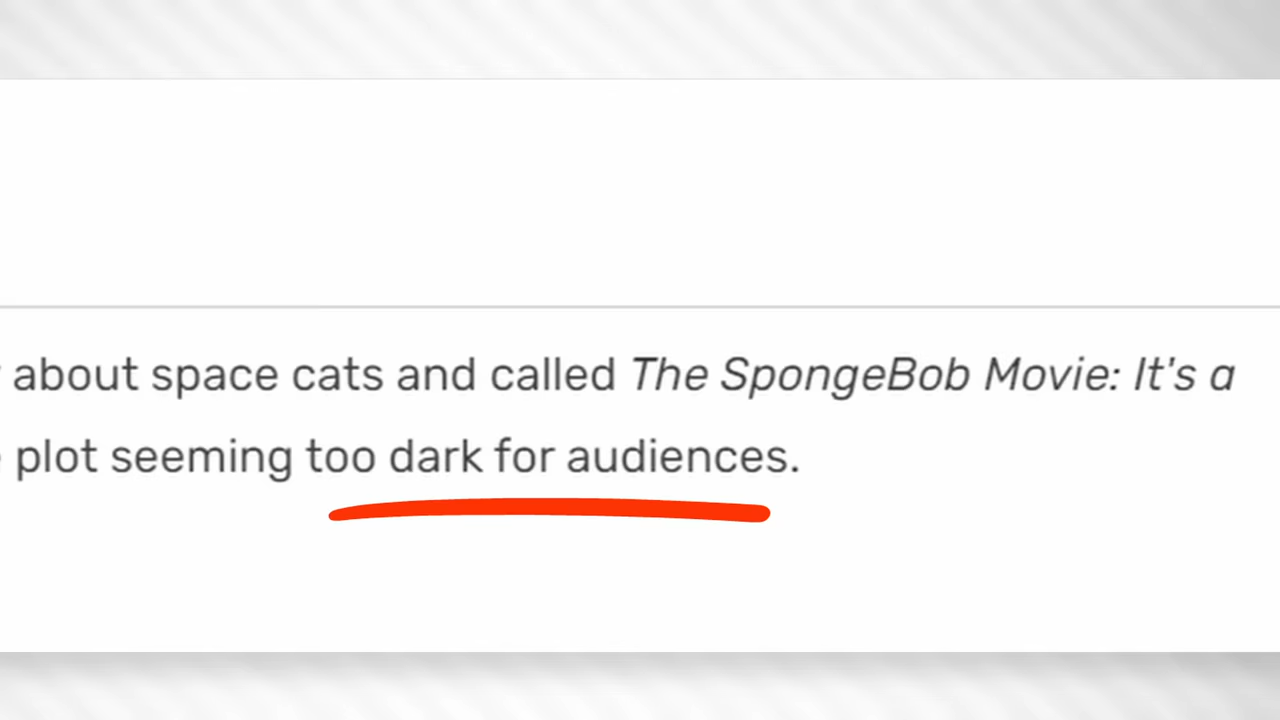 about space cats and called The SpongeBob Movie: It's a
plot seeming too dark for audiences.